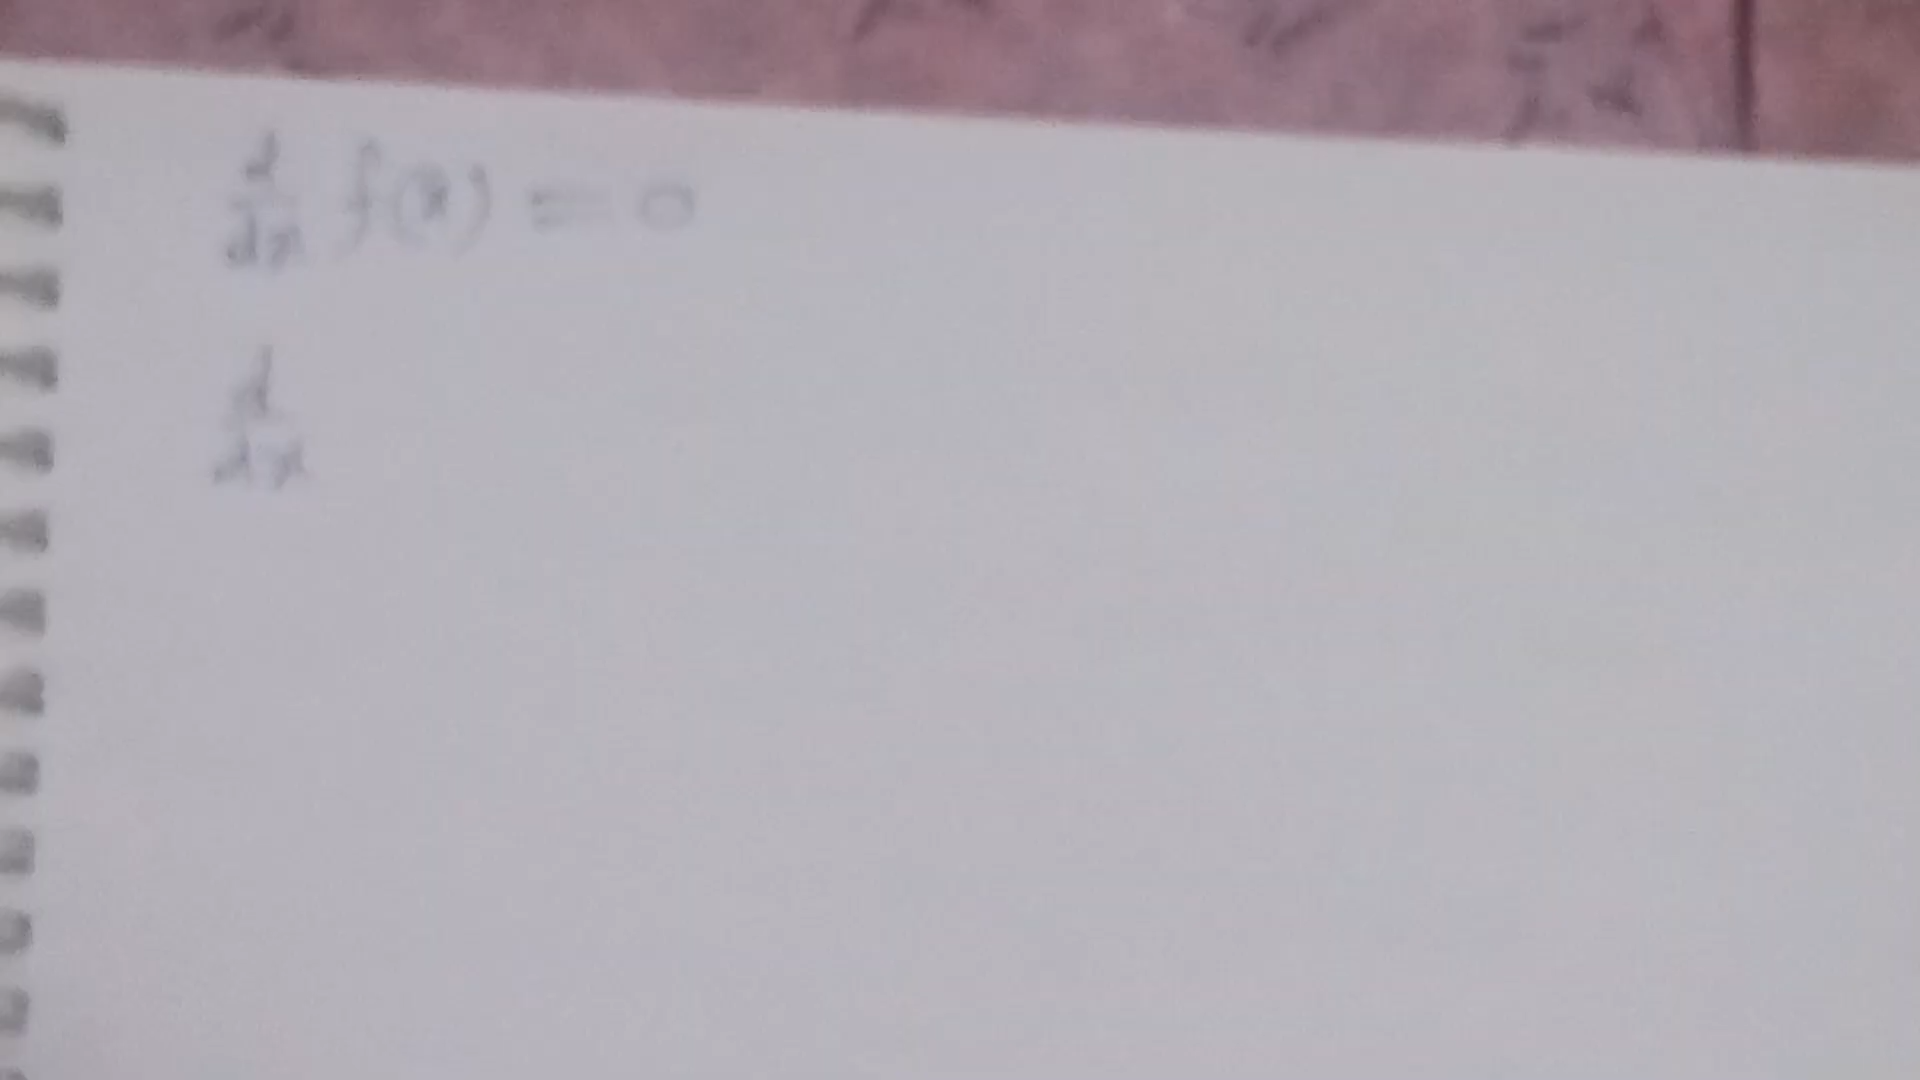 d/dx f(x) = 0
d/dx